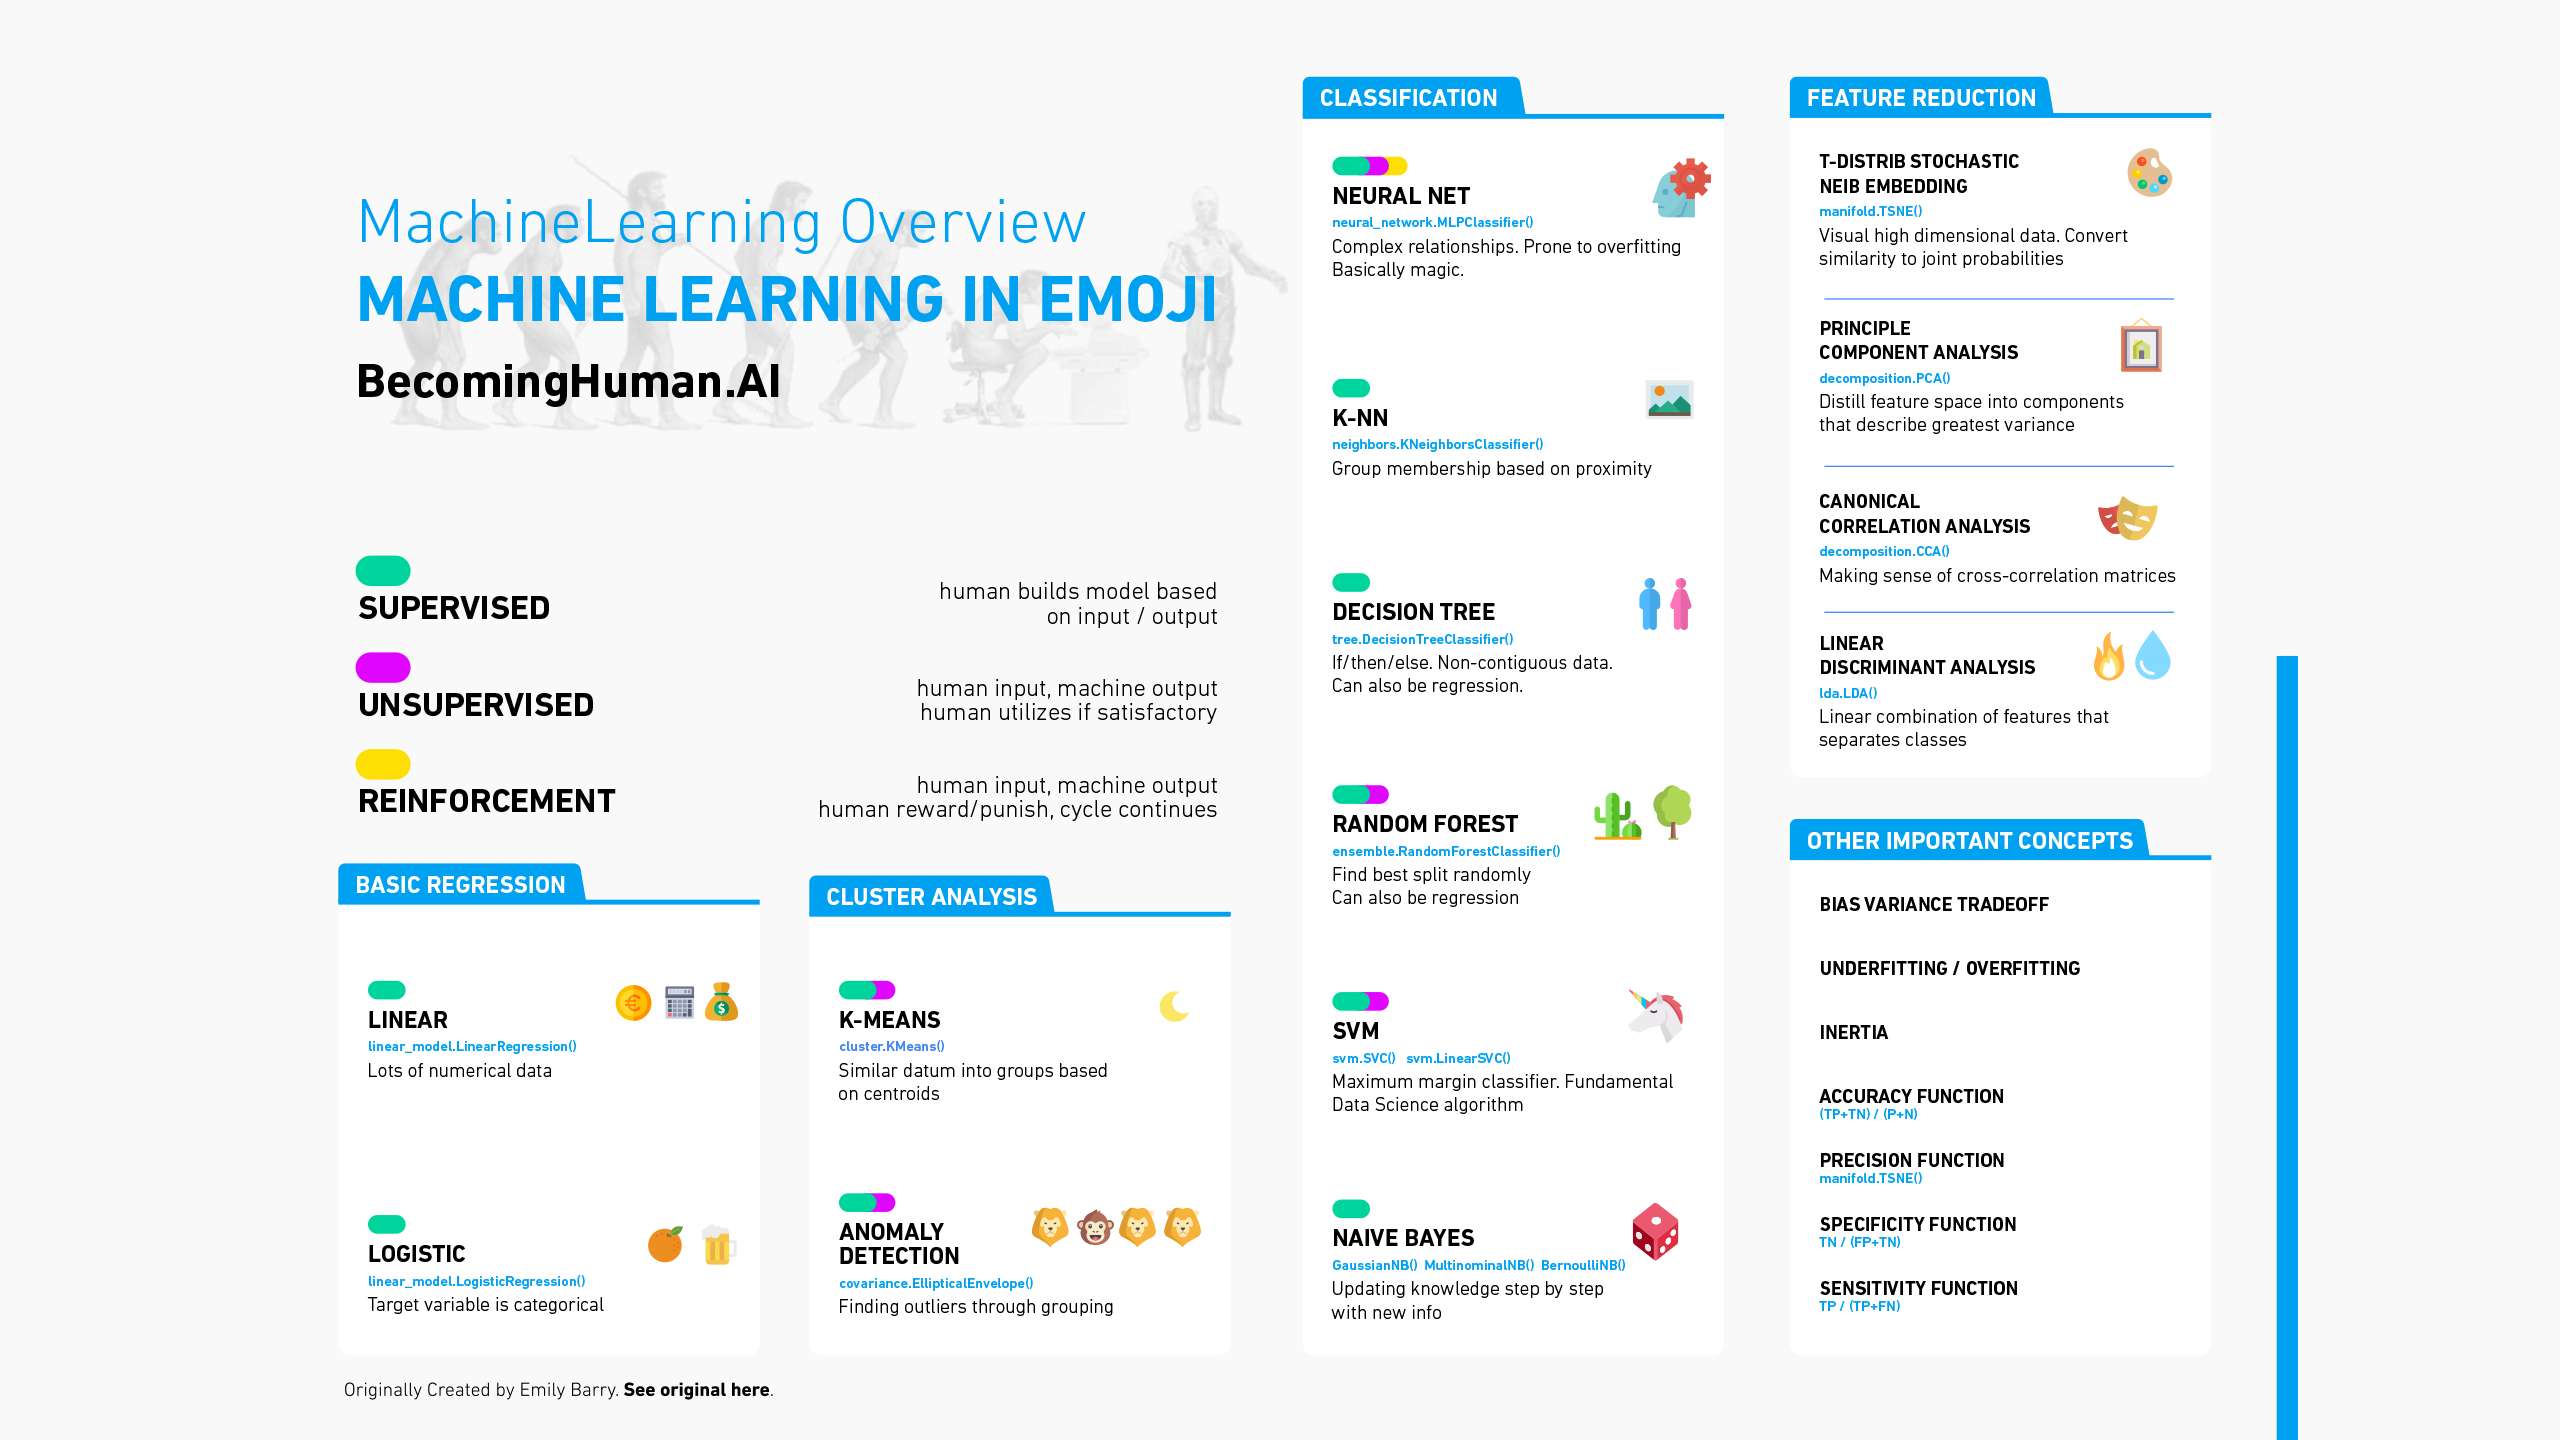 MachineLearning Overview
MACHINE LEARNING IN EMOJI
BecomingHuman.AI
SUPERVISED
human builds model based
on input / output
UNSUPERVISED
human input, machine output
human utilizes if satisfactory
REINFORCEMENT
human input, machine output
human reward/punish, cycle continues
BASIC REGRESSION
LINEAR
linear_model.LinearRegression()
Lots of numerical data
LOGISTIC
linear_model.LogisticRegression()
Target variable is categorical
CLUSTER ANALYSIS
K-MEANS
cluster.KMeans()
Similar datum into groups based
on centroids
ANOMALY
DETECTION
covariance.EllipticalEnvelope()
Finding outliers through grouping
CLASSIFICATION
NEURAL NET
neural_network.MLPClassifier()
Complex relationships. Prone to overfitting
Basically magic.
K-NN
neighbors.KNeighborsClassifier()
Group membership based on proximity
DECISION TREE
tree.DecisionTreeClassifier()
If/then/else. Non-contiguous data.
Can also be regression.
RANDOM FOREST
ensemble.RandomForestClassifier()
Find best split randomly
Can also be regression
SVM
svm.SVC() svm.LinearSVC()
Maximum margin classifier. Fundamental
Data Science algorithm
NAIVE BAYES
GaussianNB() MultinominalNB() BernoulliNB()
Updating knowledge step by step
with new info
FEATURE REDUCTION
T-DISTRIB STOCHASTIC
NEIB EMBEDDING
manifold.TSNE()
Visual high dimensional data. Convert
similarity to joint probabilities
PRINCIPLE
COMPONENT ANALYSIS
decomposition.PCA()
Distill feature space into components
that describe greatest variance
CANONICAL
CORRELATION ANALYSIS
decomposition.CCA()
Making sense of cross-correlation matrices
LINEAR
DISCRIMINANT ANALYSIS
lda.LDA()
Linear combination of features that
separates classes
OTHER IMPORTANT CONCEPTS
BIAS VARIANCE TRADEOFF
UNDERFITTING / OVERFITTING
INERTIA
ACCURACY FUNCTION
(TP+TN) / (P+N)
PRECISION FUNCTION
manifold.TSNE()
SPECIFICITY FUNCTION
TN / (FP+TN)
SENSITIVITY FUNCTION
TP / (TP+FN)
Originally Created by Emily Barry. See original here.